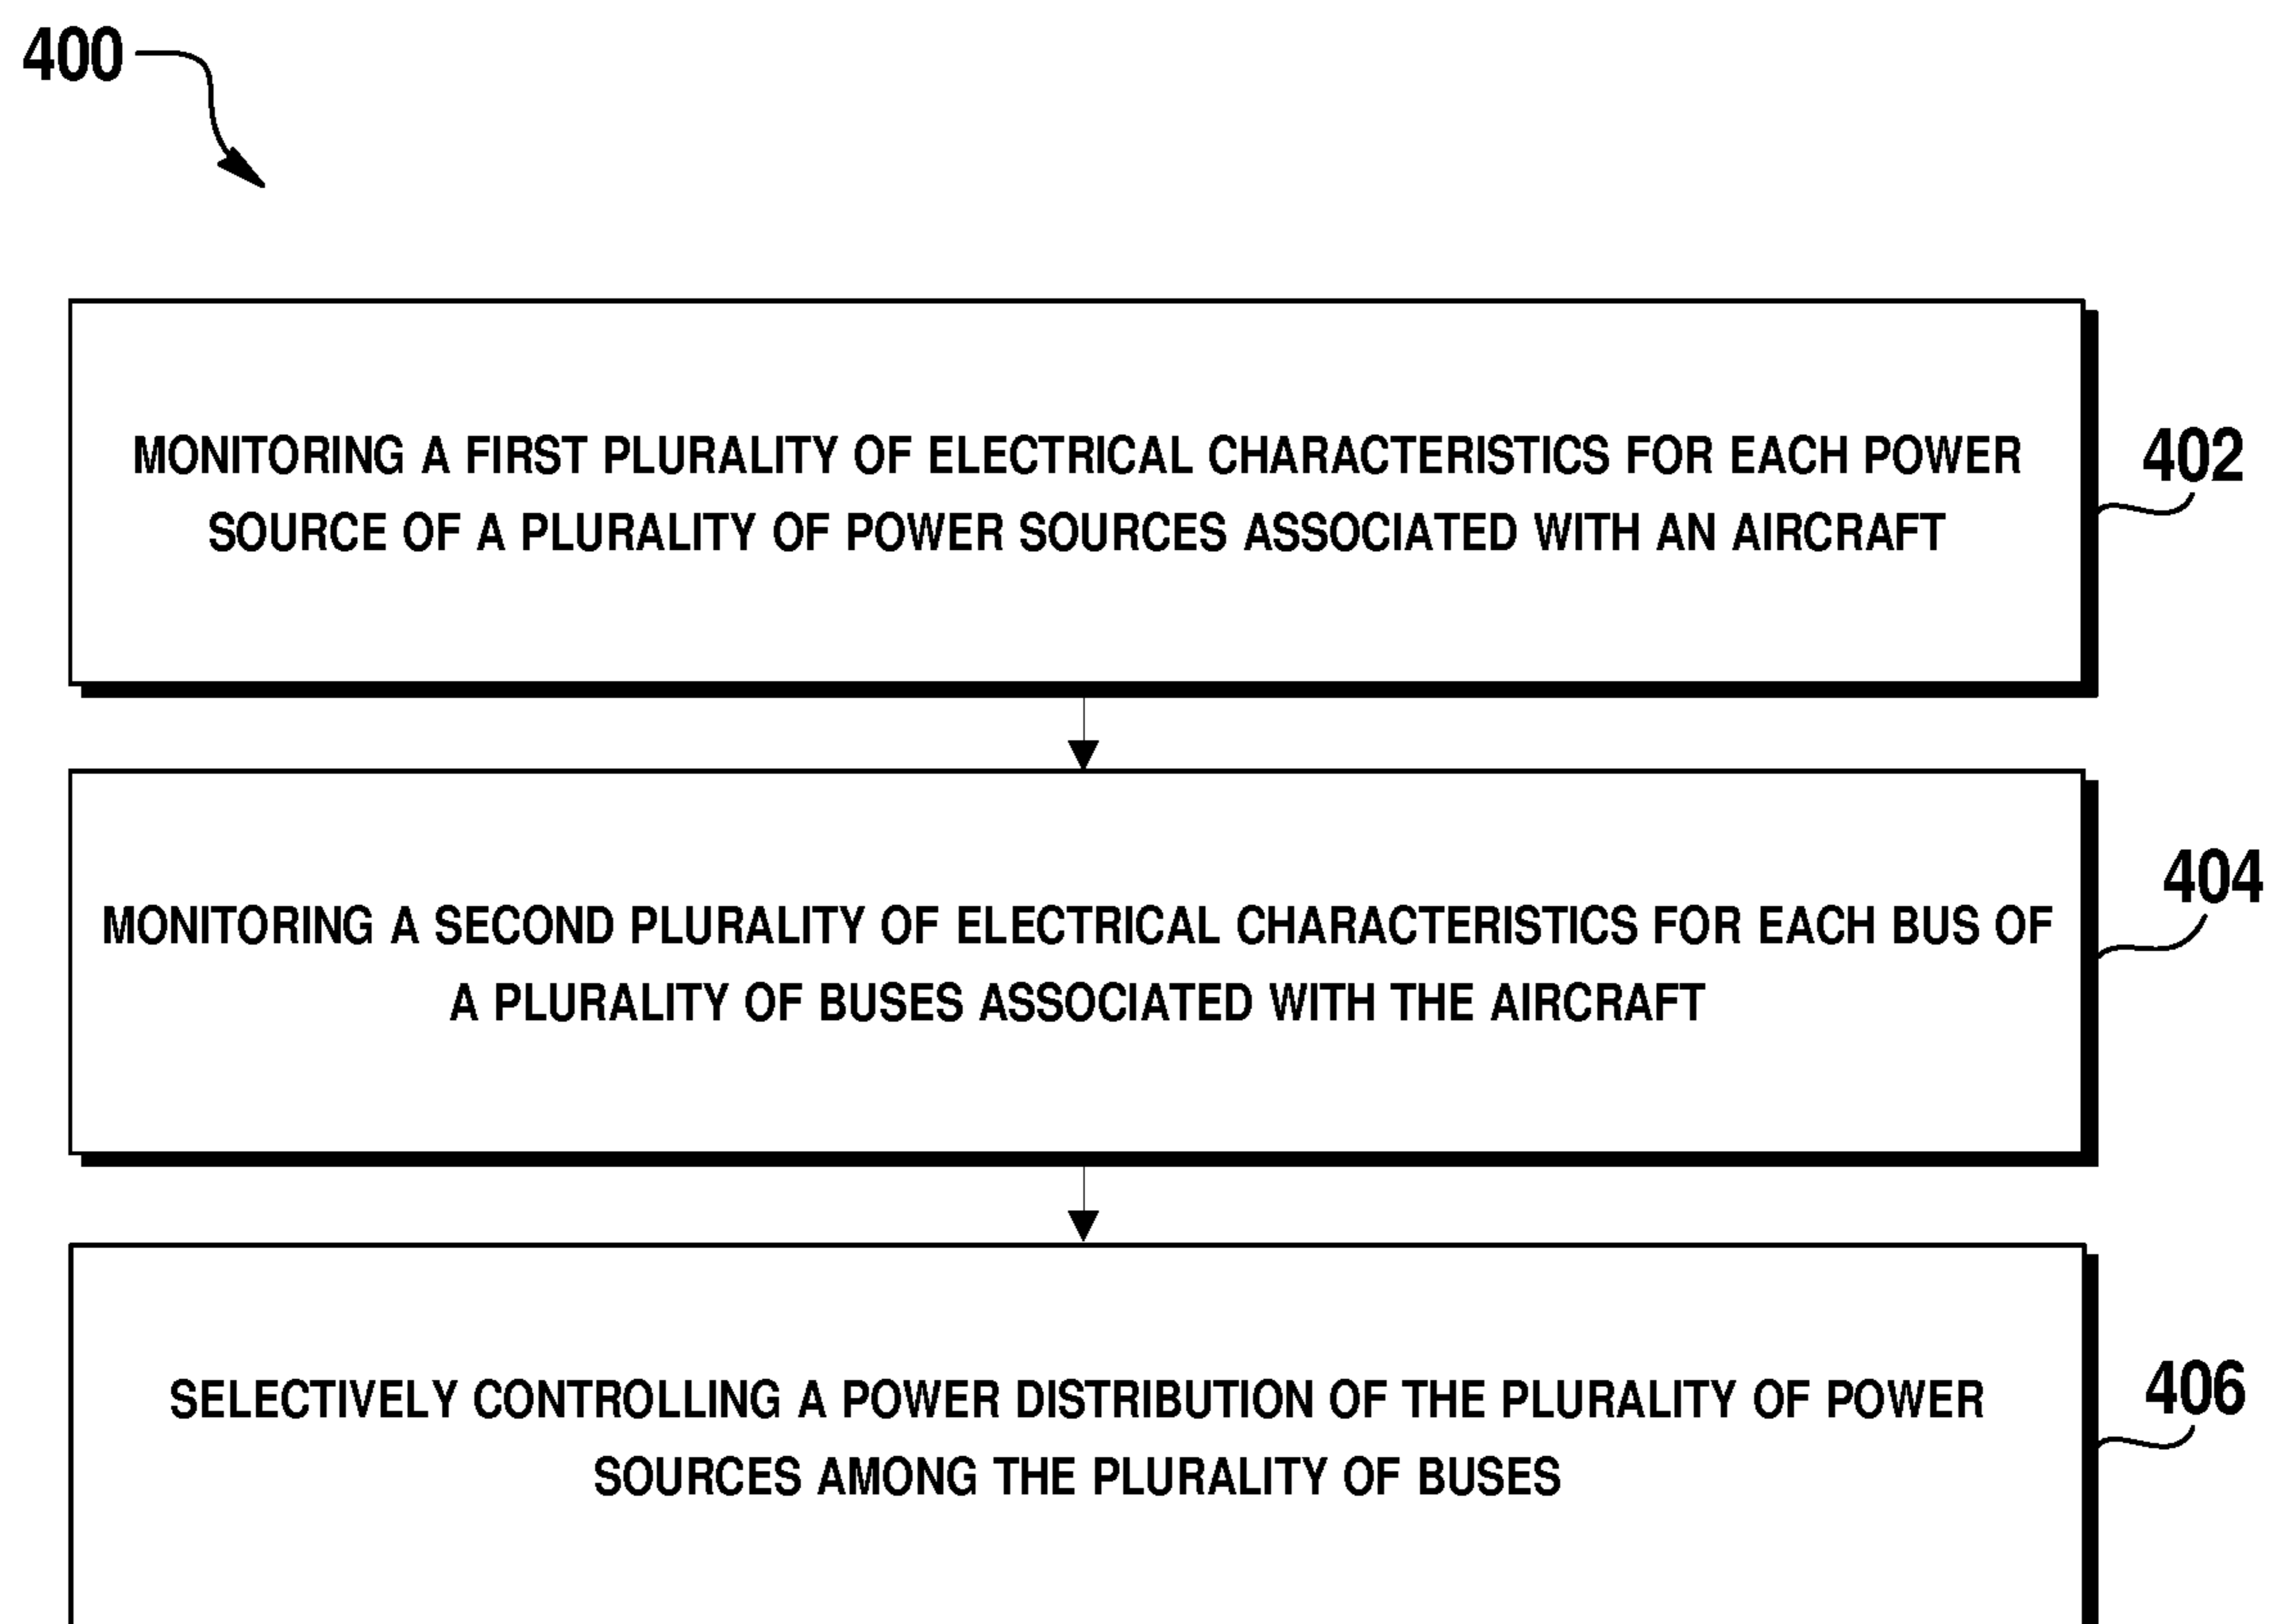 400
MONITORING A FIRST PLURALITY OF ELECTRICAL CHARACTERISTICS FOR EACH POWER
SOURCE OF A PLURALITY OF POWER SOURCES ASSOCIATED WITH AN AIRCRAFT
402
MONITORING A SECOND PLURALITY OF ELECTRICAL CHARACTERISTICS FOR EACH BUS OF
A PLURALITY OF BUSES ASSOCIATED WITH THE AIRCRAFT
404
SELECTIVELY CONTROLLING A POWER DISTRIBUTION OF THE PLURALITY OF POWER
SOURCES AMONG THE PLURALITY OF BUSES
406